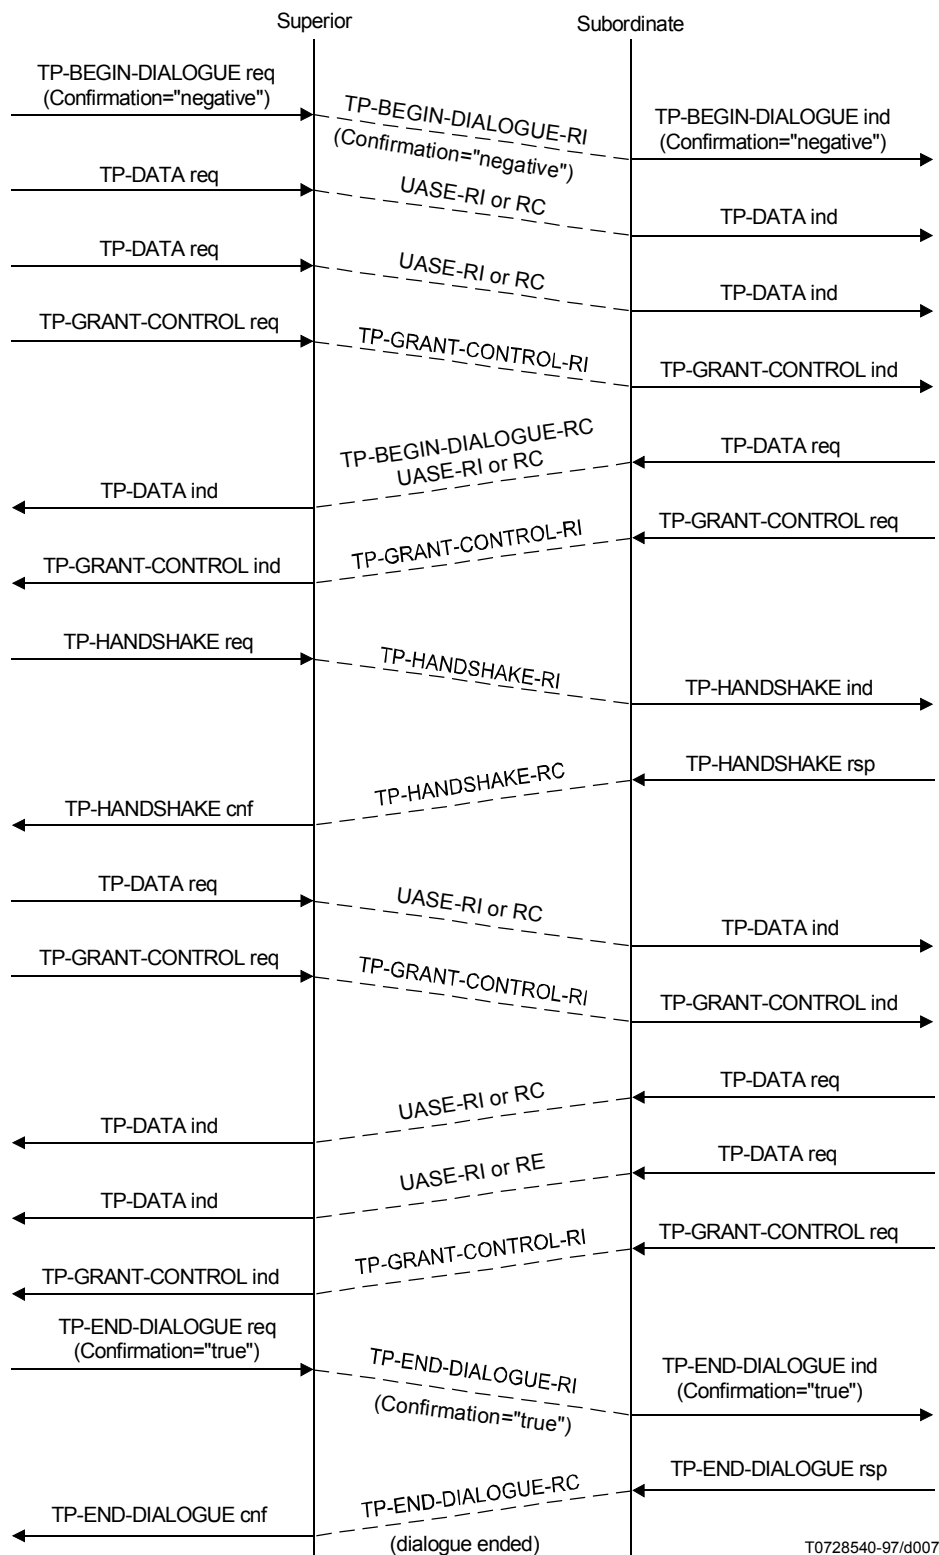 Superior
Subordinate
TP-BEGIN-DIALOGUE req
(Confirmation="negative")
TP-BEGIN-DIALOGUE-RI
(Confirmation="negative")
TP-BEGIN-DIALOGUE ind
(Confirmation="negative")
TP-DATA req
UASE-RI or RC
TP-DATA ind
TP-DATA req
UASE-RI or RC
TP-DATA ind
TP-GRANT-CONTROL req
TP-GRANT-CONTROL-RI
TP-GRANT-CONTROL ind
TP-DATA req
TP-BEGIN-DIALOGUE-RC
UASE-RI or RC
TP-DATA ind
TP-GRANT-CONTROL req
TP-GRANT-CONTROL-RI
TP-GRANT-CONTROL ind
TP-HANDSHAKE req
TP-HANDSHAKE-RI
TP-HANDSHAKE ind
TP-HANDSHAKE rsp
TP-HANDSHAKE-RC
TP-HANDSHAKE cnf
TP-DATA req
UASE-RI or RC
TP-DATA ind
TP-GRANT-CONTROL req
TP-GRANT-CONTROL-RI
TP-GRANT-CONTROL ind
TP-DATA req
UASE-RI or RC
TP-DATA ind
TP-DATA req
UASE-RI or RE
TP-DATA ind
TP-GRANT-CONTROL req
TP-GRANT-CONTROL-RI
TP-GRANT-CONTROL ind
TP-END-DIALOGUE req
(Confirmation="true")
TP-END-DIALOGUE-RI
(Confirmation="true")
TP-END-DIALOGUE ind
(Confirmation="true")
TP-END-DIALOGUE rsp
TP-END-DIALOGUE-RC
TP-END-DIALOGUE cnf
(dialogue ended)
T0728540-97/d007